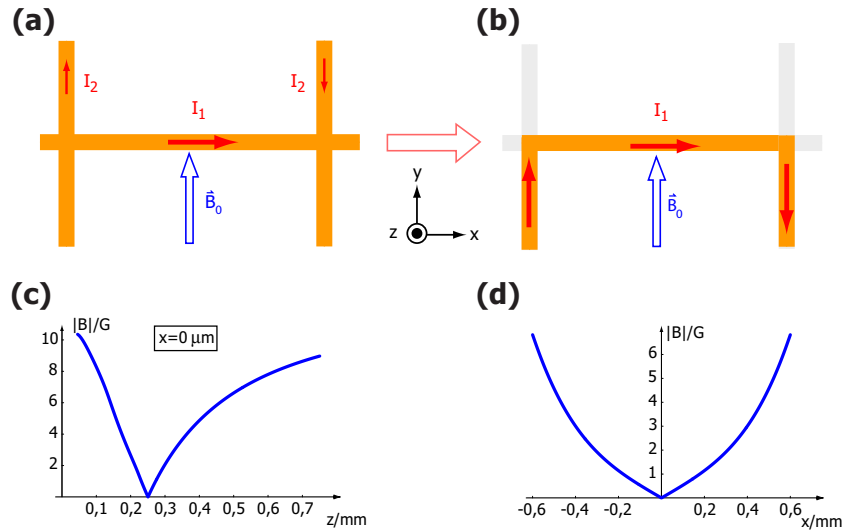 (a)
(b)
I₂
I₂
I₁
I₁
B⃗₀
B⃗₀
y
z
x
(c)
(d)
|B|/G
x=0 µm
10
8
6
4
2
0,1 0,2 0,3 0,4 0,5 0,6 0,7
z/mm
|B|/G
6
5
4
3
2
1
-0,6 -0,4 -0,2 0,2 0,4 0,6
x/mm